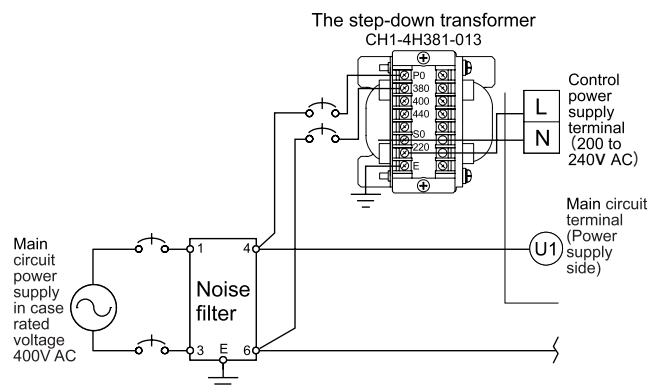 The step-down transformer
CH1-4H381-013
P0
380
400
440
S0
220
E
L
N
Control
power
supply
terminal
(200 to
240V AC)
Main circuit
terminal
(Power
supply
side)
U1
Main
circuit
power
supply
in case
rated
voltage
400V AC
1
4
Noise
filter
3
E
6